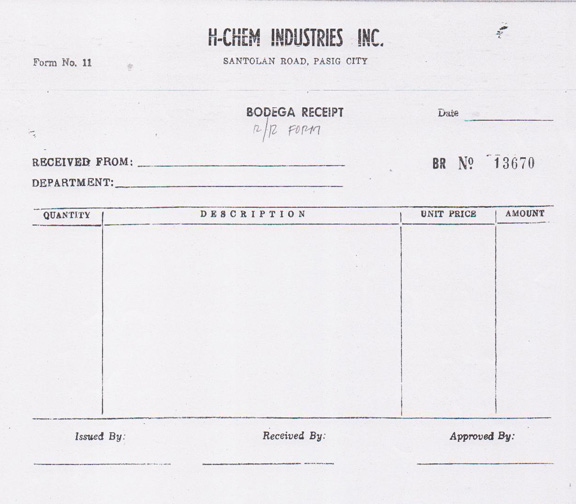 H-CHEM INDUSTRIES INC.
Form No. 11
SANTOLAN ROAD, PASIG CITY
BODEGA RECEIPT
Date
R/R FORM
RECEIVED FROM:
BR Nº 13670
DEPARTMENT:
QUANTITY DESCRIPTION UNIT PRICE AMOUNT
Issued By: Received By: Approved By: